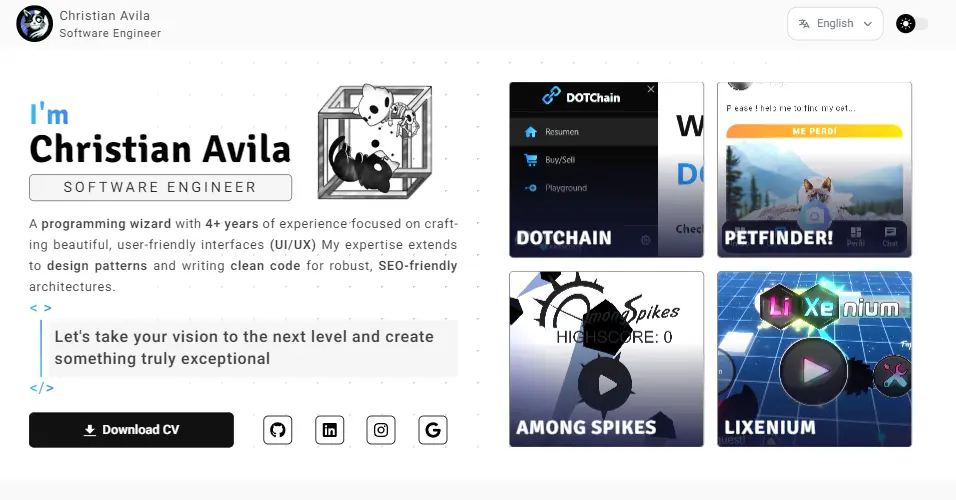 Christian Avila
Software Engineer
English
I'm
Christian Avila
SOFTWARE ENGINEER
A programming wizard with 4+ years of experience focused on craft-
ing beautiful, user-friendly interfaces (UI/UX) My expertise extends
to design patterns and writing clean code for robust, SEO-friendly
architectures.
< >
Let's take your vision to the next level and create
something truly exceptional
</>
Download CV
DOTChain
Resumen
Buy/Sell
Playground
DOTCHAIN
Please! help me to find my cat...
ME PERDÍ
Perfil
Chat
PETFINDER!
Among Spikes
HIGHSCORE: 0
AMONG SPIKES
Li Xe nium
LIXENIUM